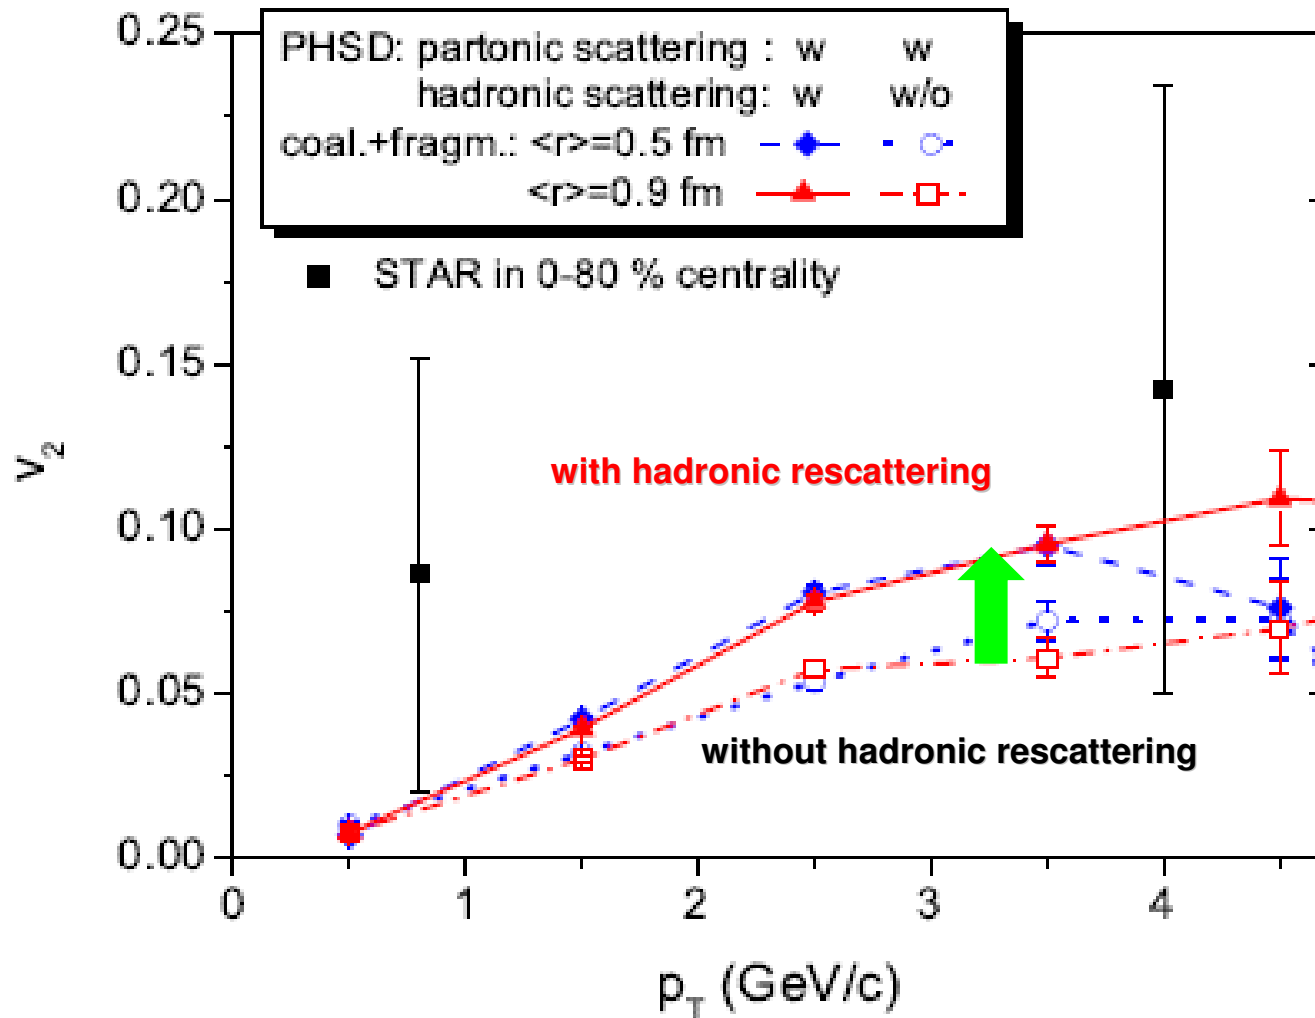 0.25
PHSD: partonic scattering : w w
hadronic scattering: w w/o
coal.+fragm.: <r>=0.5 fm
<r>=0.9 fm
0.20
STAR in 0-80 % centrality
0.15
v2
with hadronic rescattering
0.10
0.05
without hadronic rescattering
0.00
0 1 2 3 4
pT (GeV/c)